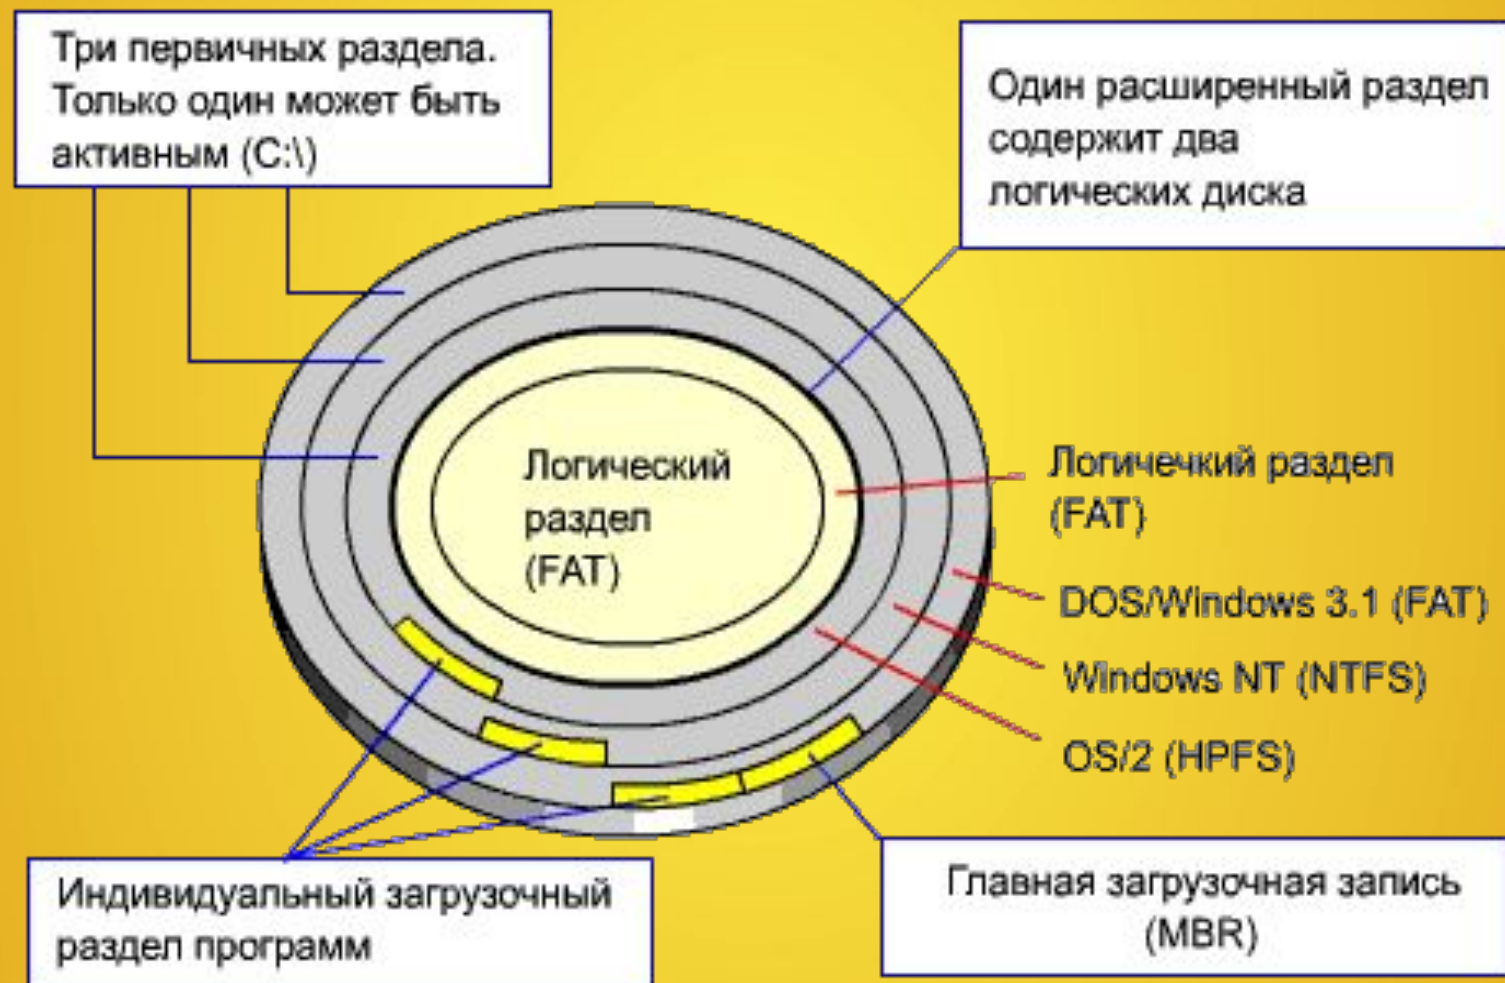 Три первичных раздела.
Только один может быть
активным (C:\)
Один расширенный раздел
содержит два
логических диска
Логический
раздел
(FAT)
Логичечкий раздел
(FAT)
DOS/Windows 3.1 (FAT)
Windows NT (NTFS)
OS/2 (HPFS)
Индивидуальный загрузочный
раздел программ
Главная загрузочная запись
(MBR)